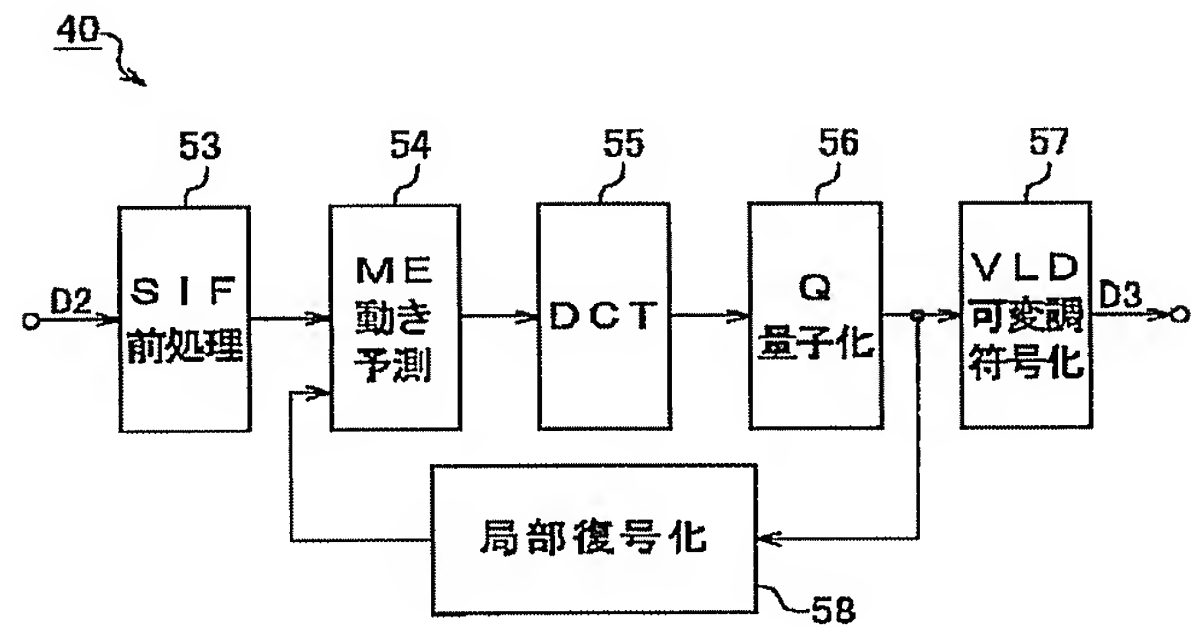 40
53
54
55
56
57
D2
SIF
前処理
ME
動き
予測
DCT
Q
量子化
VLD
可変調
符号化
D3
局部復号化
58